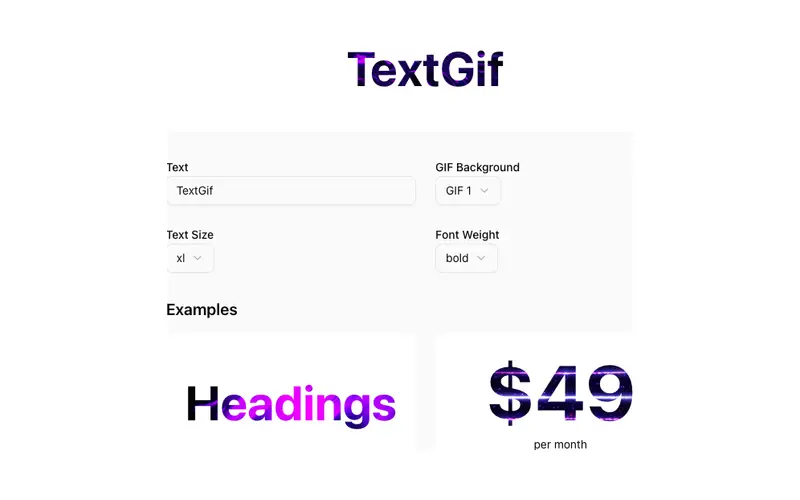 TextGif
Text
GIF Background
TextGif
GIF 1
Text Size
Font Weight
xl
bold
Examples
Headings
$49
per month